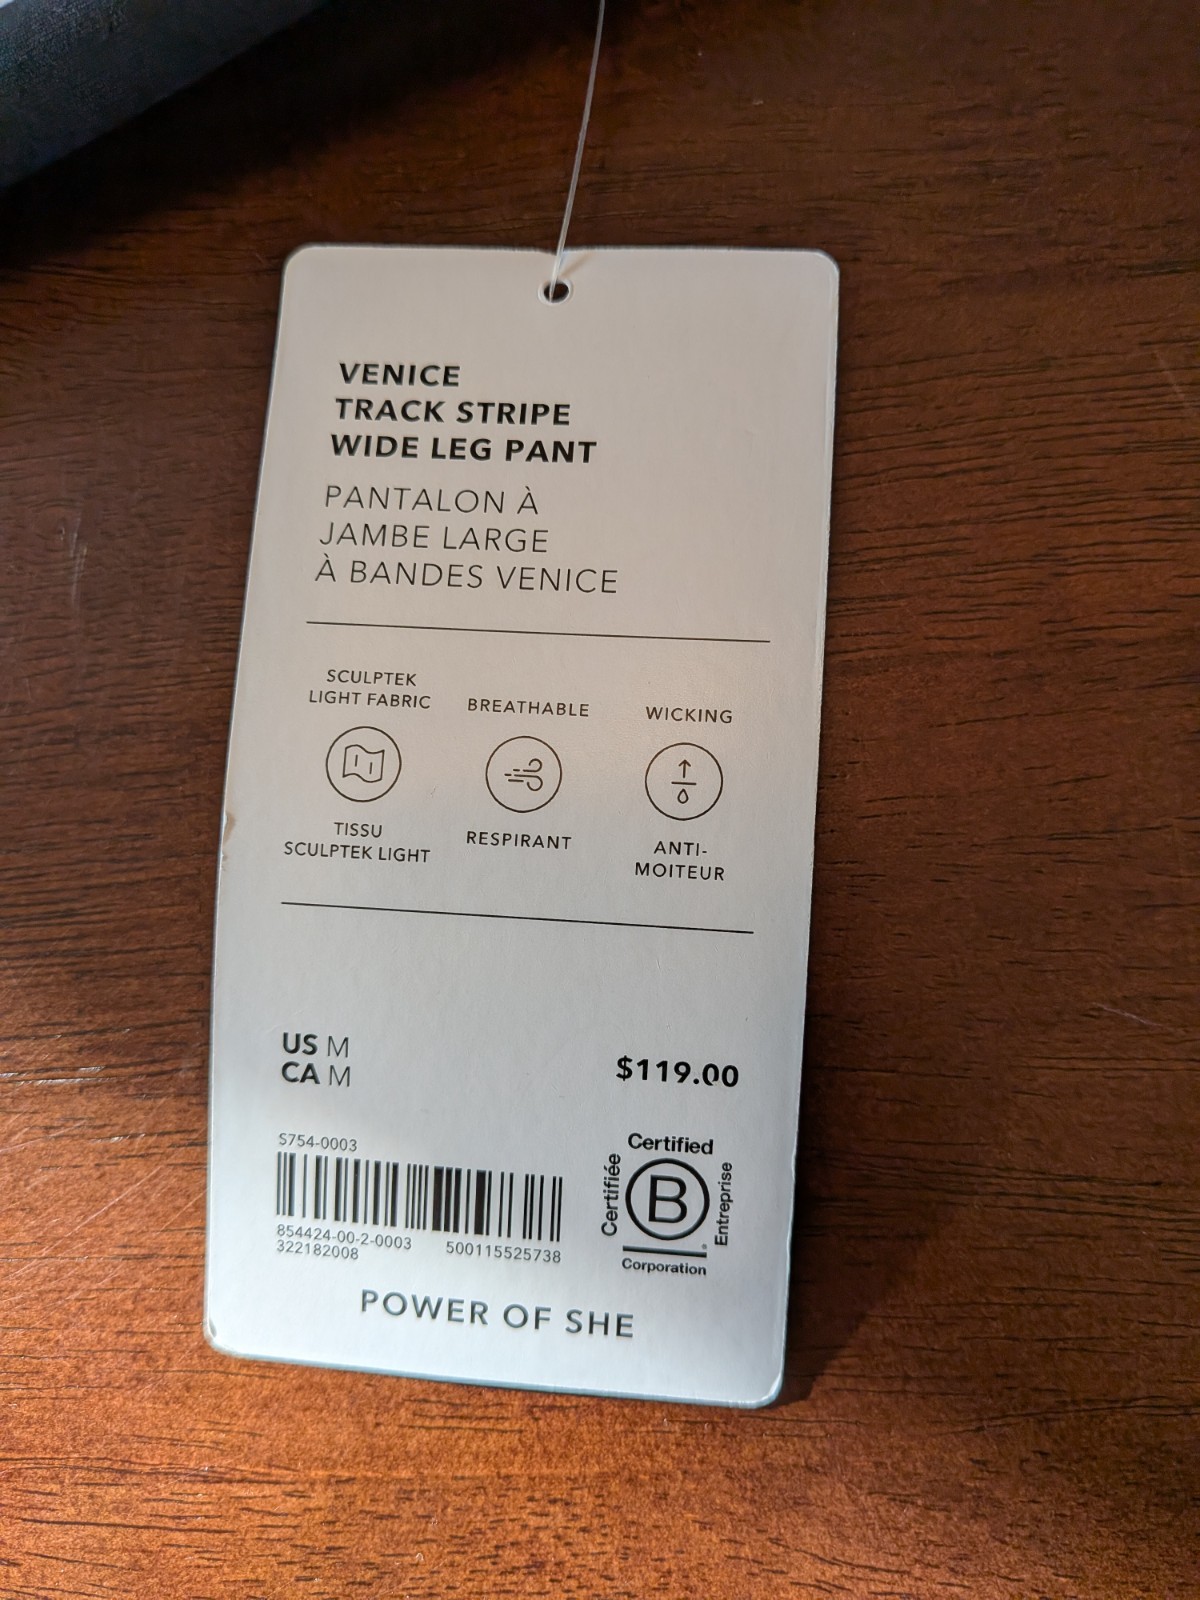 VENICE
TRACK STRIPE
WIDE LEG PANT
PANTALON À
JAMBE LARGE
À BANDES VENICE
SCULPTEK
LIGHT FABRIC
BREATHABLE
WICKING
TISSU
SCULPTEK LIGHT
RESPIRANT
ANTI-
MOITEUR
US M
CA M
$119.00
S754-0003
854424-00-2-0003
322182008
500115525738
Certified
Certifiée
B
Entreprise
®
Corporation
POWER OF SHE